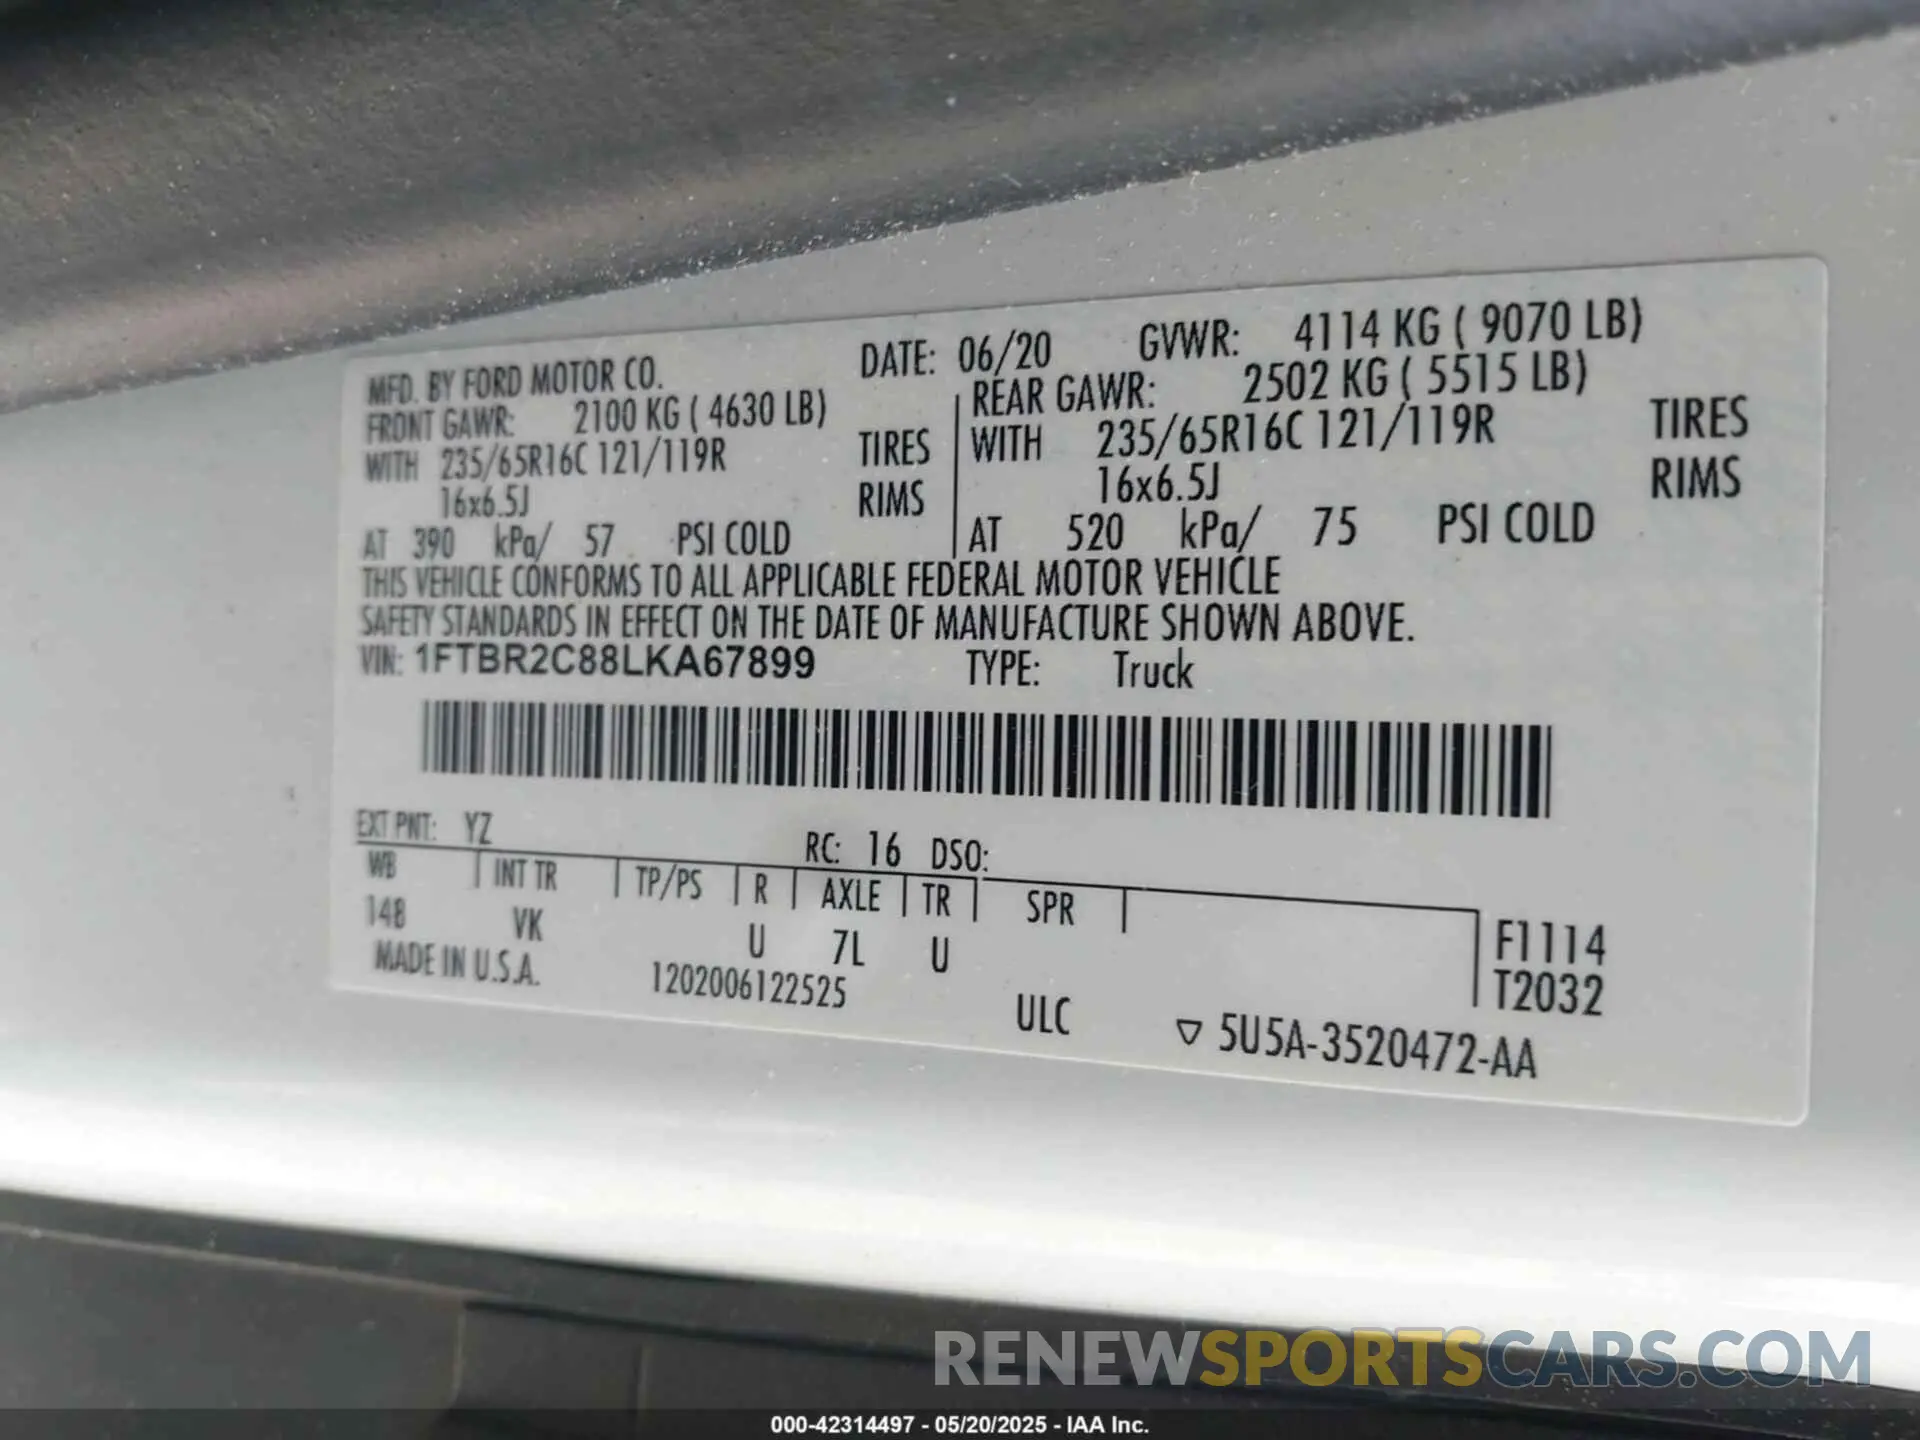 MFD. BY FORD MOTOR CO. DATE: 06/20 GVWR: 4114 KG ( 9070 LB)
FRONT GAWR: 2100 KG ( 4630 LB) REAR GAWR: 2502 KG ( 5515 LB)
WITH 235/65R16C 121/119R TIRES WITH 235/65R16C 121/119R TIRES
16x6.5J RIMS 16x6.5J RIMS
AT 390 kPa/ 57 PSI COLD AT 520 kPa/ 75 PSI COLD
THIS VEHICLE CONFORMS TO ALL APPLICABLE FEDERAL MOTOR VEHICLE
SAFETY STANDARDS IN EFFECT ON THE DATE OF MANUFACTURE SHOWN ABOVE.
VIN: 1FTBR2C88LKA67899 TYPE: Truck
EXT PNT: YZ RC: 16 DSO:
WB INT TR TP/PS R AXLE TR SPR
148 VK U 7L U F1114
T2032
MADE IN U.S.A. 1202006122525 ULC ▽ 5U5A-3520472-AA
RENEWSPORTSCARS.COM
000-42314497 - 05/20/2025 - IAA Inc.